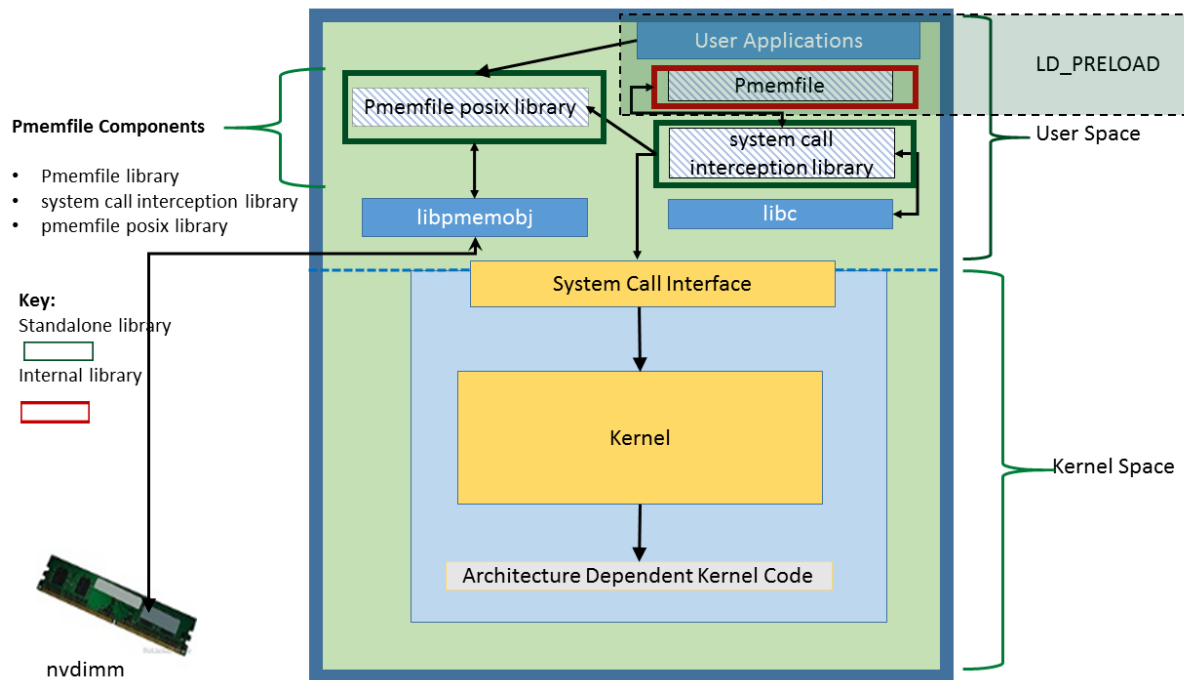 User Applications
LD_PRELOAD
Pmemfile
Pmemfile posix library
Pmemfile Components
User Space
system call
interception library
• Pmemfile library
• system call interception library
• pmemfile posix library
libpmemobj
libc
System Call Interface
Key:
Standalone library
Internal library
Kernel
Kernel Space
Architecture Dependent Kernel Code
nvdimm